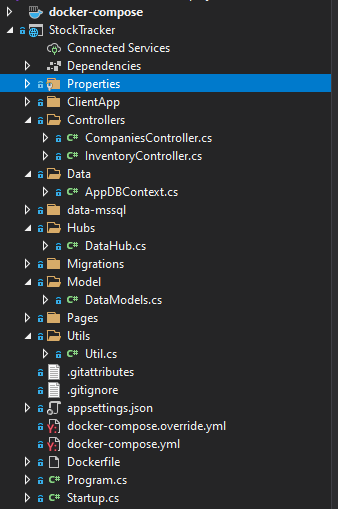 docker-compose
StockTracker
Connected Services
Dependencies
Properties
ClientApp
Controllers
C# CompaniesController.cs
C# InventoryController.cs
Data
C# AppDBContext.cs
data-mssql
Hubs
C# DataHub.cs
Migrations
Model
C# DataModels.cs
Pages
Utils
C# Util.cs
.gitattributes
.gitignore
appsettings.json
docker-compose.override.yml
docker-compose.yml
Dockerfile
C# Program.cs
C# Startup.cs